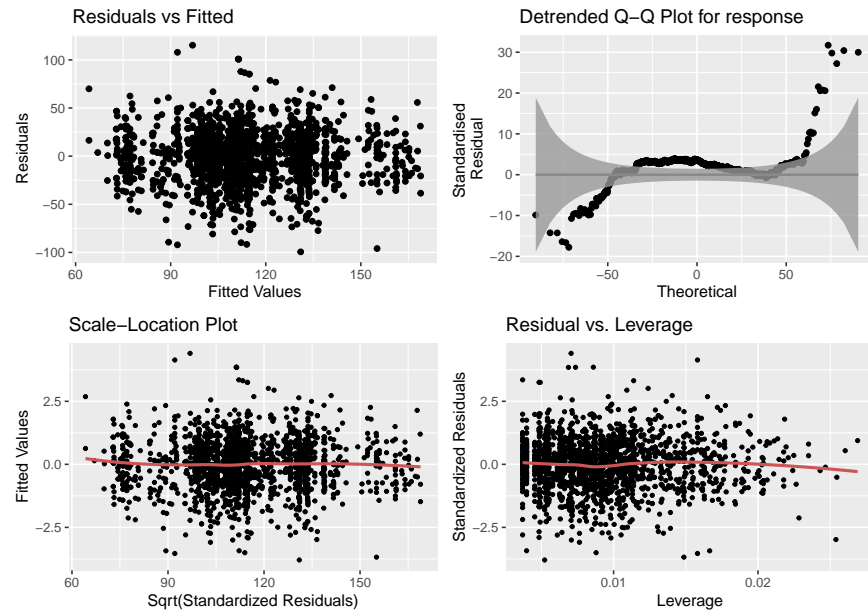 Residuals vs Fitted
Residuals
100
50
0
−50
−100
60
90
120
150
Fitted Values
Detrended Q−Q Plot for response
Standardised
Residual
30
20
10
0
−10
−20
−50
0
50
Theoretical
Scale−Location Plot
Fitted Values
2.5
0.0
−2.5
60
90
120
150
Sqrt(Standardized Residuals)
Residual vs. Leverage
Standardized Residuals
2.5
0.0
−2.5
0.01
0.02
Leverage